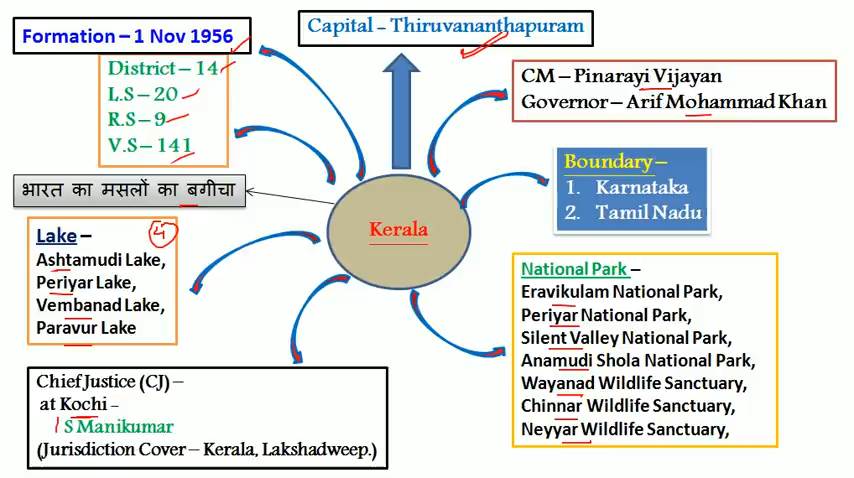 Formation – 1 Nov 1956
Capital – Thiruvananthapuram
District – 14
L.S – 20
R.S – 9
V.S – 141
CM – Pinarayi Vijayan
Governor – Arif Mohammad Khan
Boundary –
1. Karnataka
2. Tamil Nadu
भारत का मसलों का बगीचा
Kerala
Lake –
4
Ashtamudi Lake,
Periyar Lake,
Vembanad Lake,
Paravur Lake
National Park –
Eravikulam National Park,
Periyar National Park,
Silent Valley National Park,
Anamudi Shola National Park,
Wayanad Wildlife Sanctuary,
Chinnar Wildlife Sanctuary,
Neyyar Wildlife Sanctuary,
Chief Justice (CJ) –
at Kochi –
S Manikumar
(Jurisdiction Cover – Kerala, Lakshadweep.)